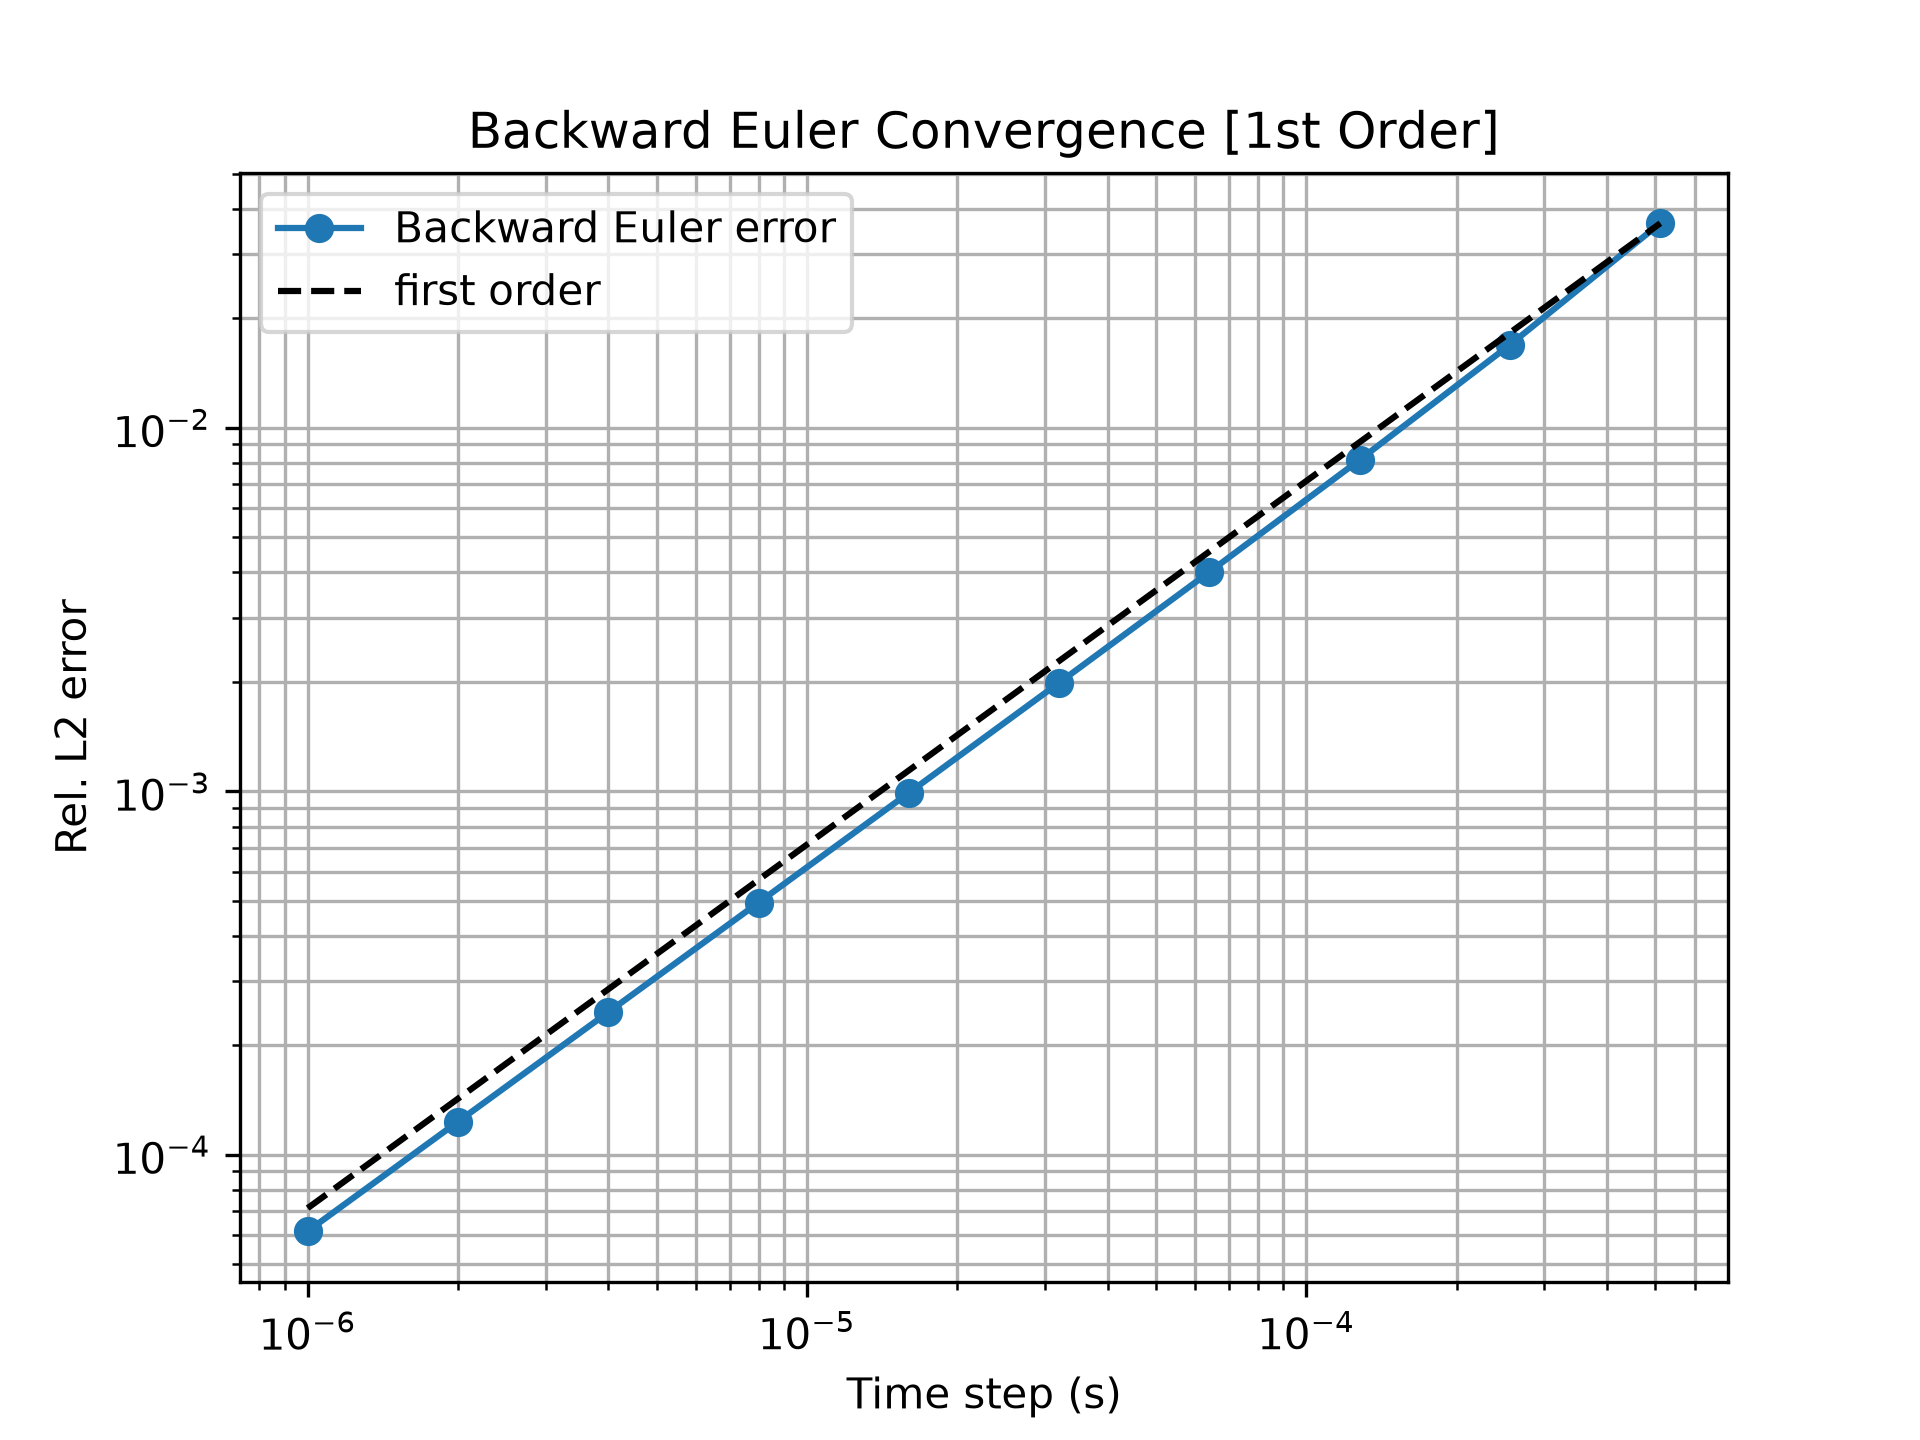 Backward Euler Convergence [1st Order]
Backward Euler error
first order
Rel. L2 error
10⁻²
10⁻³
10⁻⁴
10⁻⁶ 10⁻⁵ 10⁻⁴
Time step (s)